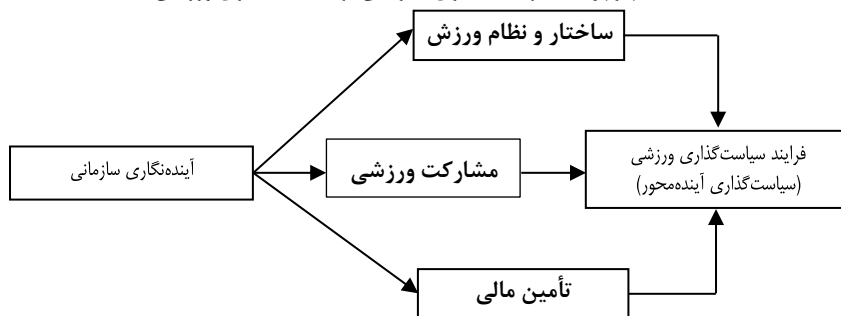 ساختار و نظام ورزش
آینده‌نگاری سازمانی
مشارکت ورزشی
فرایند سیاست‌گذاری ورزشی
(سیاست‌گذاری آینده‌محور)
تأمین مالی